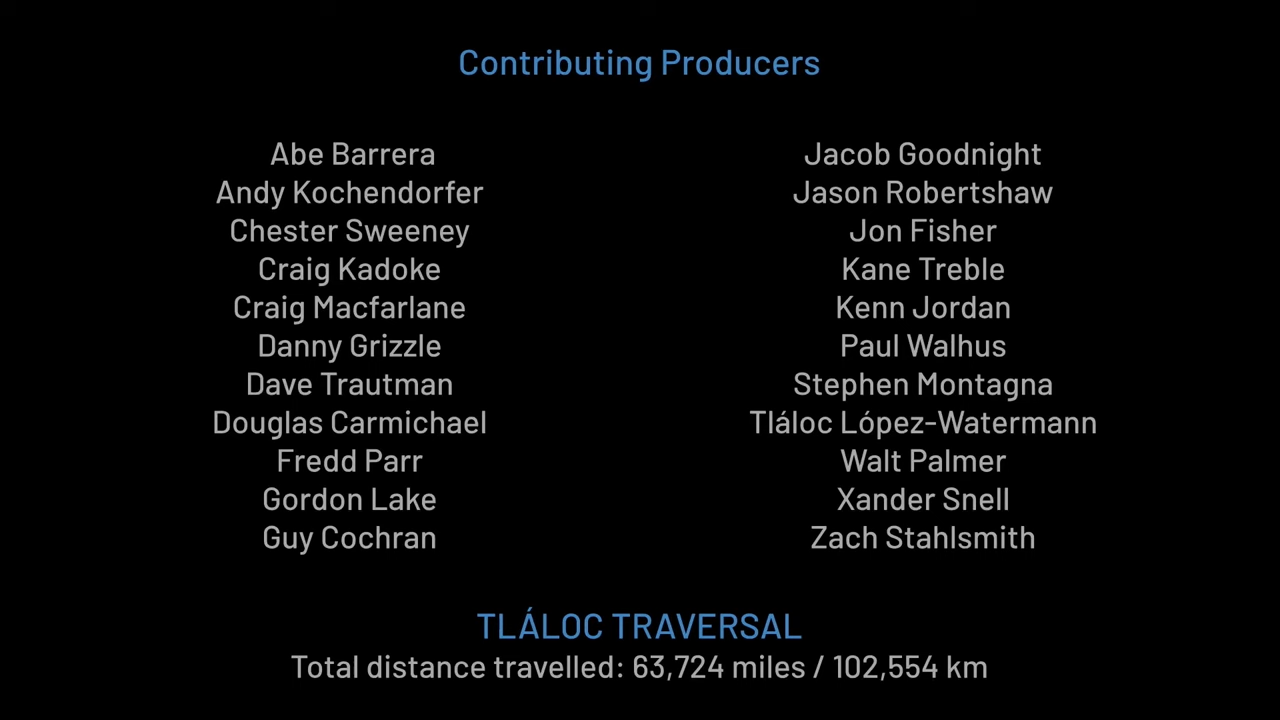 Contributing Producers
Abe Barrera
Andy Kochendorfer
Chester Sweeney
Craig Kadoke
Craig Macfarlane
Danny Grizzle
Dave Trautman
Douglas Carmichael
Fredd Parr
Gordon Lake
Guy Cochran
Jacob Goodnight
Jason Robertshaw
Jon Fisher
Kane Treble
Kenn Jordan
Paul Walhus
Stephen Montagna
Tláloc López-Watermann
Walt Palmer
Xander Snell
Zach Stahlsmith
TLÁLOC TRAVERSAL
Total distance travelled: 63,724 miles / 102,554 km